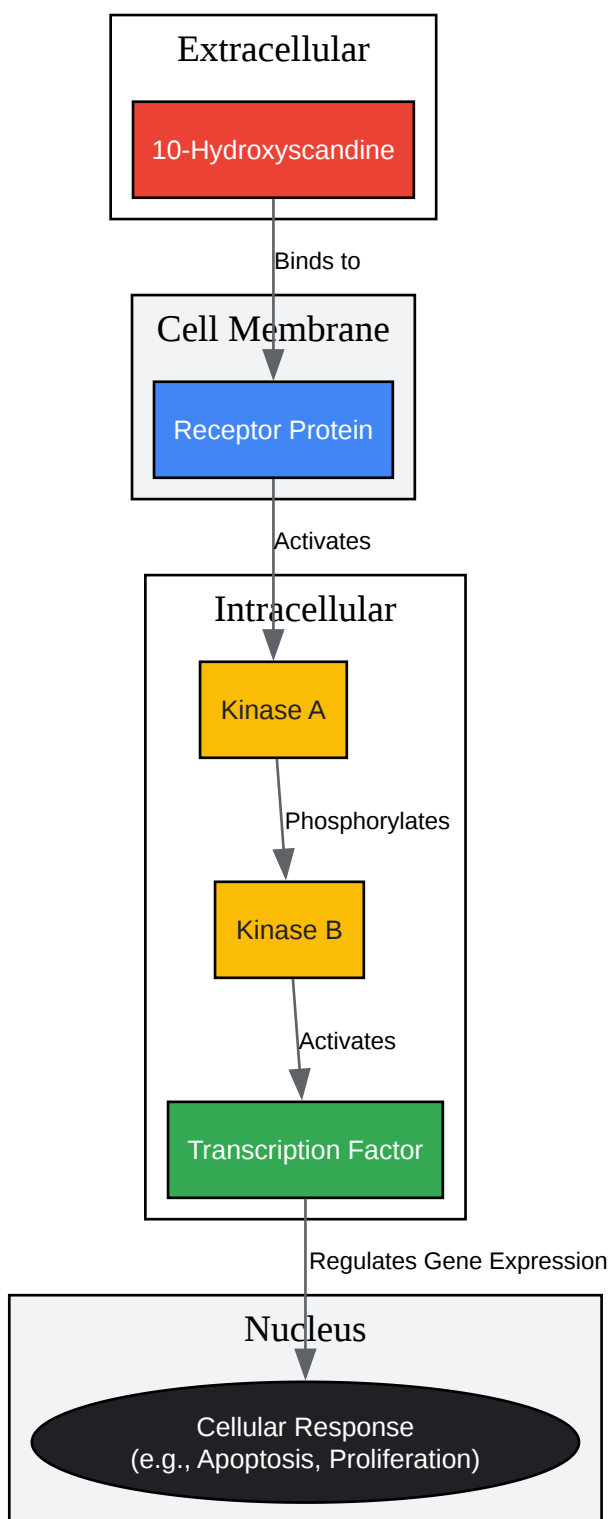 Extracellular
10-Hydroxyscandine
Binds to
Cell Membrane
Receptor Protein
Activates
Intracellular
Kinase A
Phosphorylates
Kinase B
Activates
Transcription Factor
Regulates Gene Expression
Nucleus
Cellular Response
(e.g., Apoptosis, Proliferation)